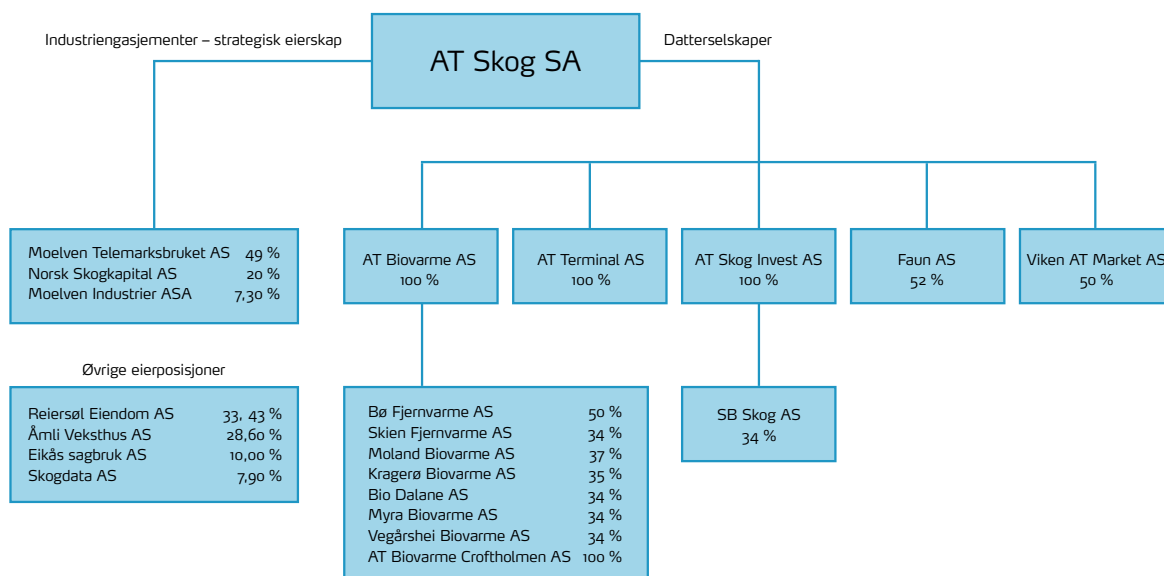 Industriengasjementer – strategisk eierskap
AT Skog SA
Datterselskaper
Moelven Telemarksbruket AS 49 %
Norsk Skogkapital AS 20 %
Moelven Industrier ASA 7,30 %
AT Biovarme AS
100 %
AT Terminal AS
100 %
AT Skog Invest AS
100 %
Faun AS
52 %
Viken AT Market AS
50 %
Øvrige eierposisjoner
Reiersøl Eiendom AS 33, 43 %
Åmli Veksthus AS 28,60 %
Eikås sagbruk AS 10,00 %
Skogdata AS 7,90 %
Bø Fjernvarme AS 50 %
Skien Fjernvarme AS 34 %
Moland Biovarme AS 37 %
Kragerø Biovarme AS 35 %
Bio Dalane AS 34 %
Myra Biovarme AS 34 %
Vegårshei Biovarme AS 34 %
AT Biovarme Croftholmen AS 100 %
SB Skog AS
34 %